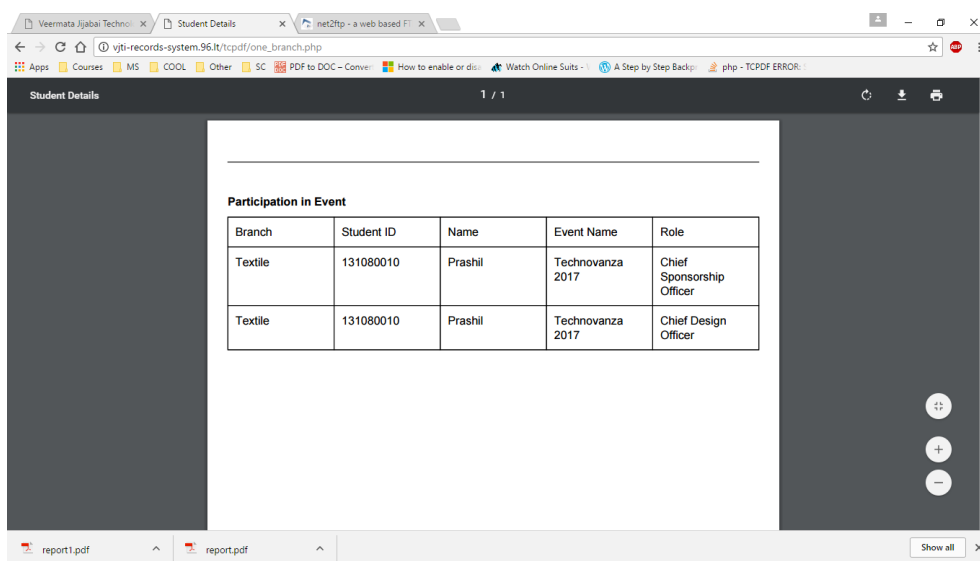 Veermata Jijabai Technol
Student Details
net2ftp - a web based FT
vjti-records-system.96.lt/tcpdf/one_branch.php
ABP
Apps Courses MS COOL Other SC PDF to DOC – Conver How to enable or disa Watch Online Suits - A Step by Step Backp php - TCPDF ERROR:
Student Details 1 / 1
Participation in Event
Branch Student ID Name Event Name Role
Textile 131080010 Prashil Technovanza Chief
2017 Sponsorship
Officer
Textile 131080010 Prashil Technovanza Chief Design
2017 Officer
report1.pdf report.pdf Show all